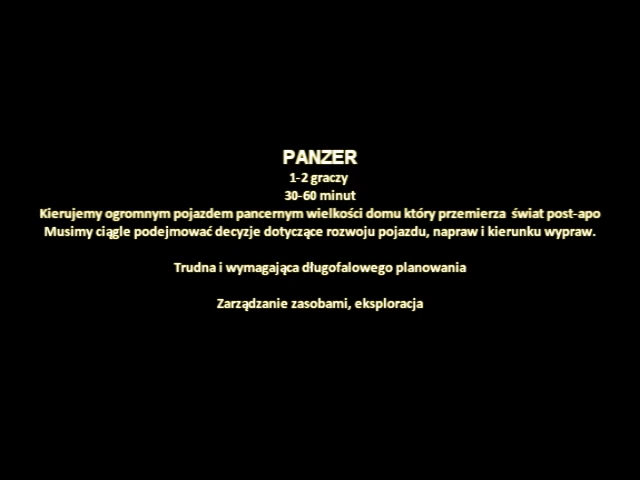 PANZER
1-2 graczy
30-60 minut
Kierujemy ogromnym pojazdem pancernym wielkości domu który przemierza świat post-apo
Musimy ciągle podejmować decyzje dotyczące rozwoju pojazdu, napraw i kierunku wypraw.
Trudna i wymagająca długofalowego planowania
Zarządzanie zasobami, eksploracja